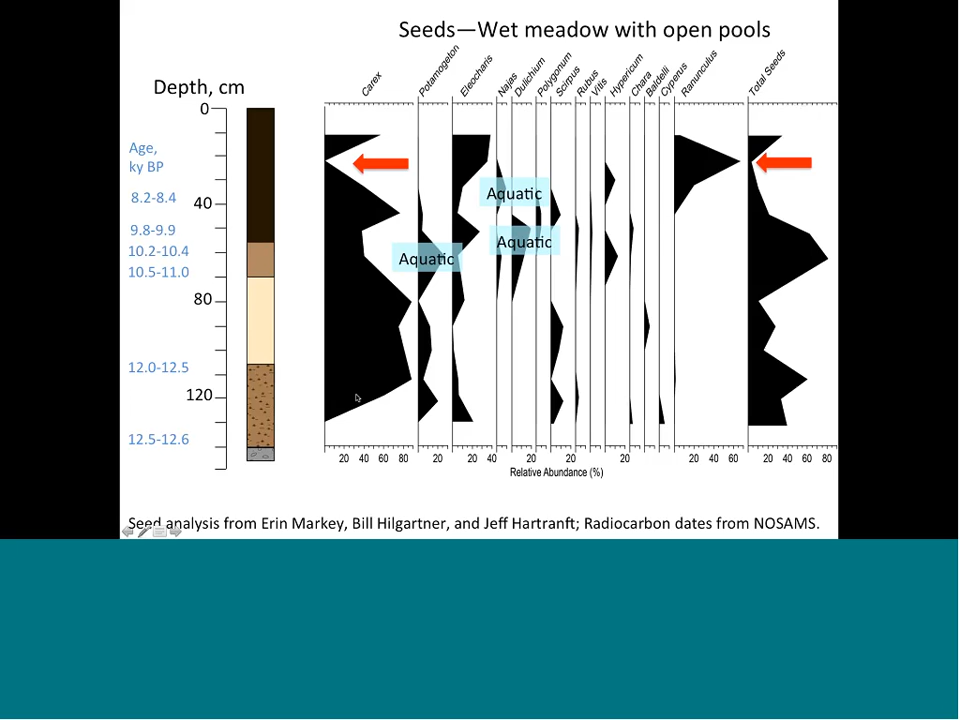 Seeds—Wet meadow with open pools
Depth, cm
Carex
Potamogeton
Eleocharis
Najas
Dulichium
Polygonum
Scirpus
Rubus
Vitis
Hypericum
Chara
Baldelli
Cyperus
Ranunculus
Total Seeds
0
Age,
ky BP
8.2-8.4
40
9.8-9.9
10.2-10.4
10.5-11.0
80
12.0-12.5
120
12.5-12.6
Aquatic
Aquatic
Aquatic
20 40 60 80 20 20 40 20 20 20 40 60 20 40 60 80
Relative Abundance (%)
Seed analysis from Erin Markey, Bill Hilgartner, and Jeff Hartranft; Radiocarbon dates from NOSAMS.